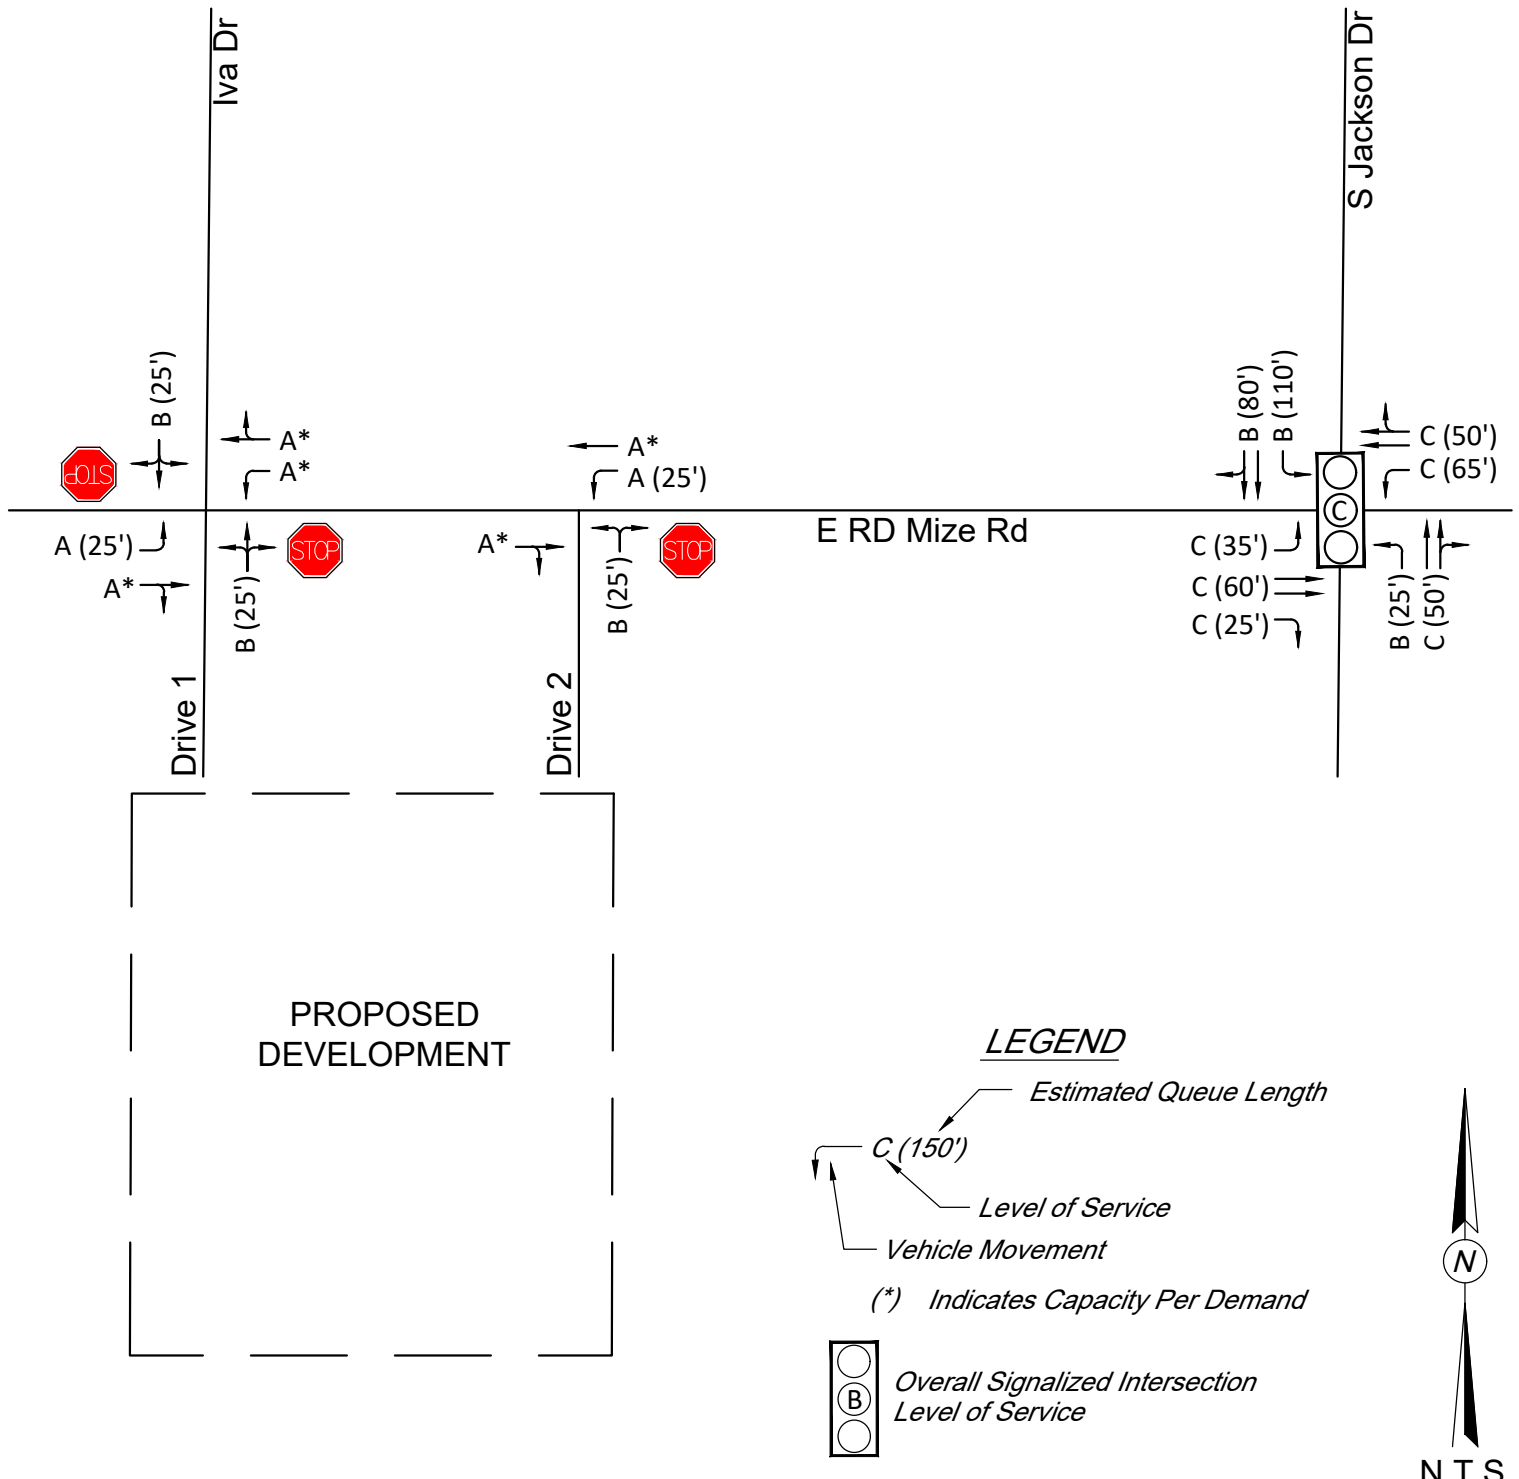 Iva Dr
S Jackson Dr
B (25')
STOP
A*
A*
A (25')
A*
B (25')
STOP
A*
A (25')
A*
B (25')
STOP
E RD Mize Rd
B (80')
B (110')
C (50')
C (65')
C
C (35')
C (60')
C (25')
B (25')
C (50')
Drive 1
Drive 2
PROPOSED
DEVELOPMENT
LEGEND
Estimated Queue Length
C (150')
Level of Service
Vehicle Movement
(*) Indicates Capacity Per Demand
B
Overall Signalized Intersection
Level of Service
N
N T S